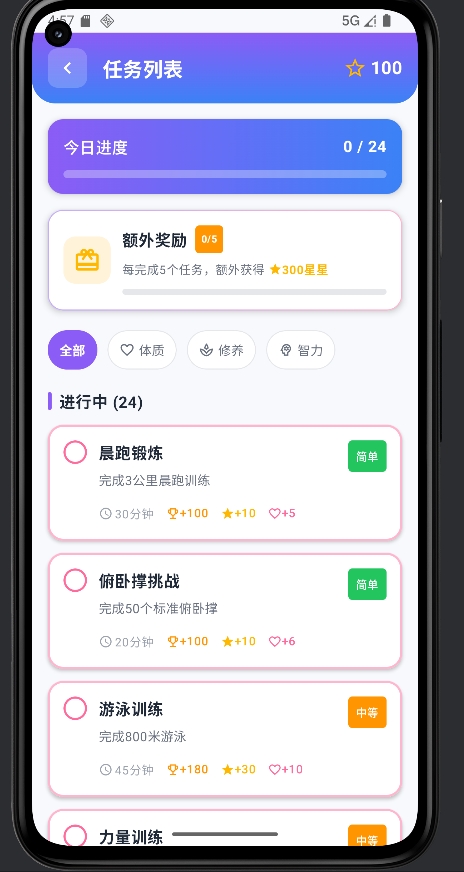 4:57
5G
任务列表
100
今日进度
0 / 24
额外奖励 0/5
每完成5个任务，额外获得 300星星
全部 体质 修养 智力
进行中 (24)
晨跑锻炼 简单
完成3公里晨跑训练
30分钟 +100 +10 +5
俯卧撑挑战 简单
完成50个标准俯卧撑
20分钟 +100 +10 +6
游泳训练 中等
完成800米游泳
45分钟 +180 +30 +10
力量训练 中等